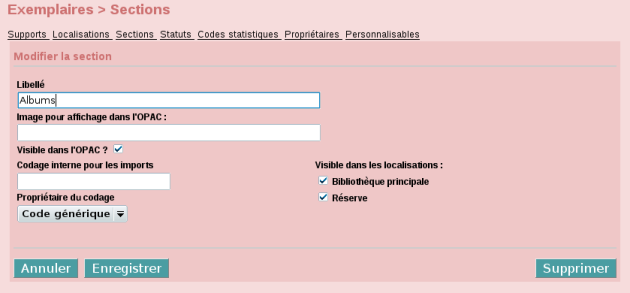 Exemplaires > Sections
Supports Localisations Sections Statuts Codes statistiques Propriétaires Personnalisables
Modifier la section
Libellé
Albums
Image pour affichage dans l'OPAC :
Visible dans l'OPAC ?
Codage interne pour les imports
Visible dans les localisations :
Bibliothèque principale
Propriétaire du codage
Réserve
Code générique
Annuler Enregistrer Supprimer